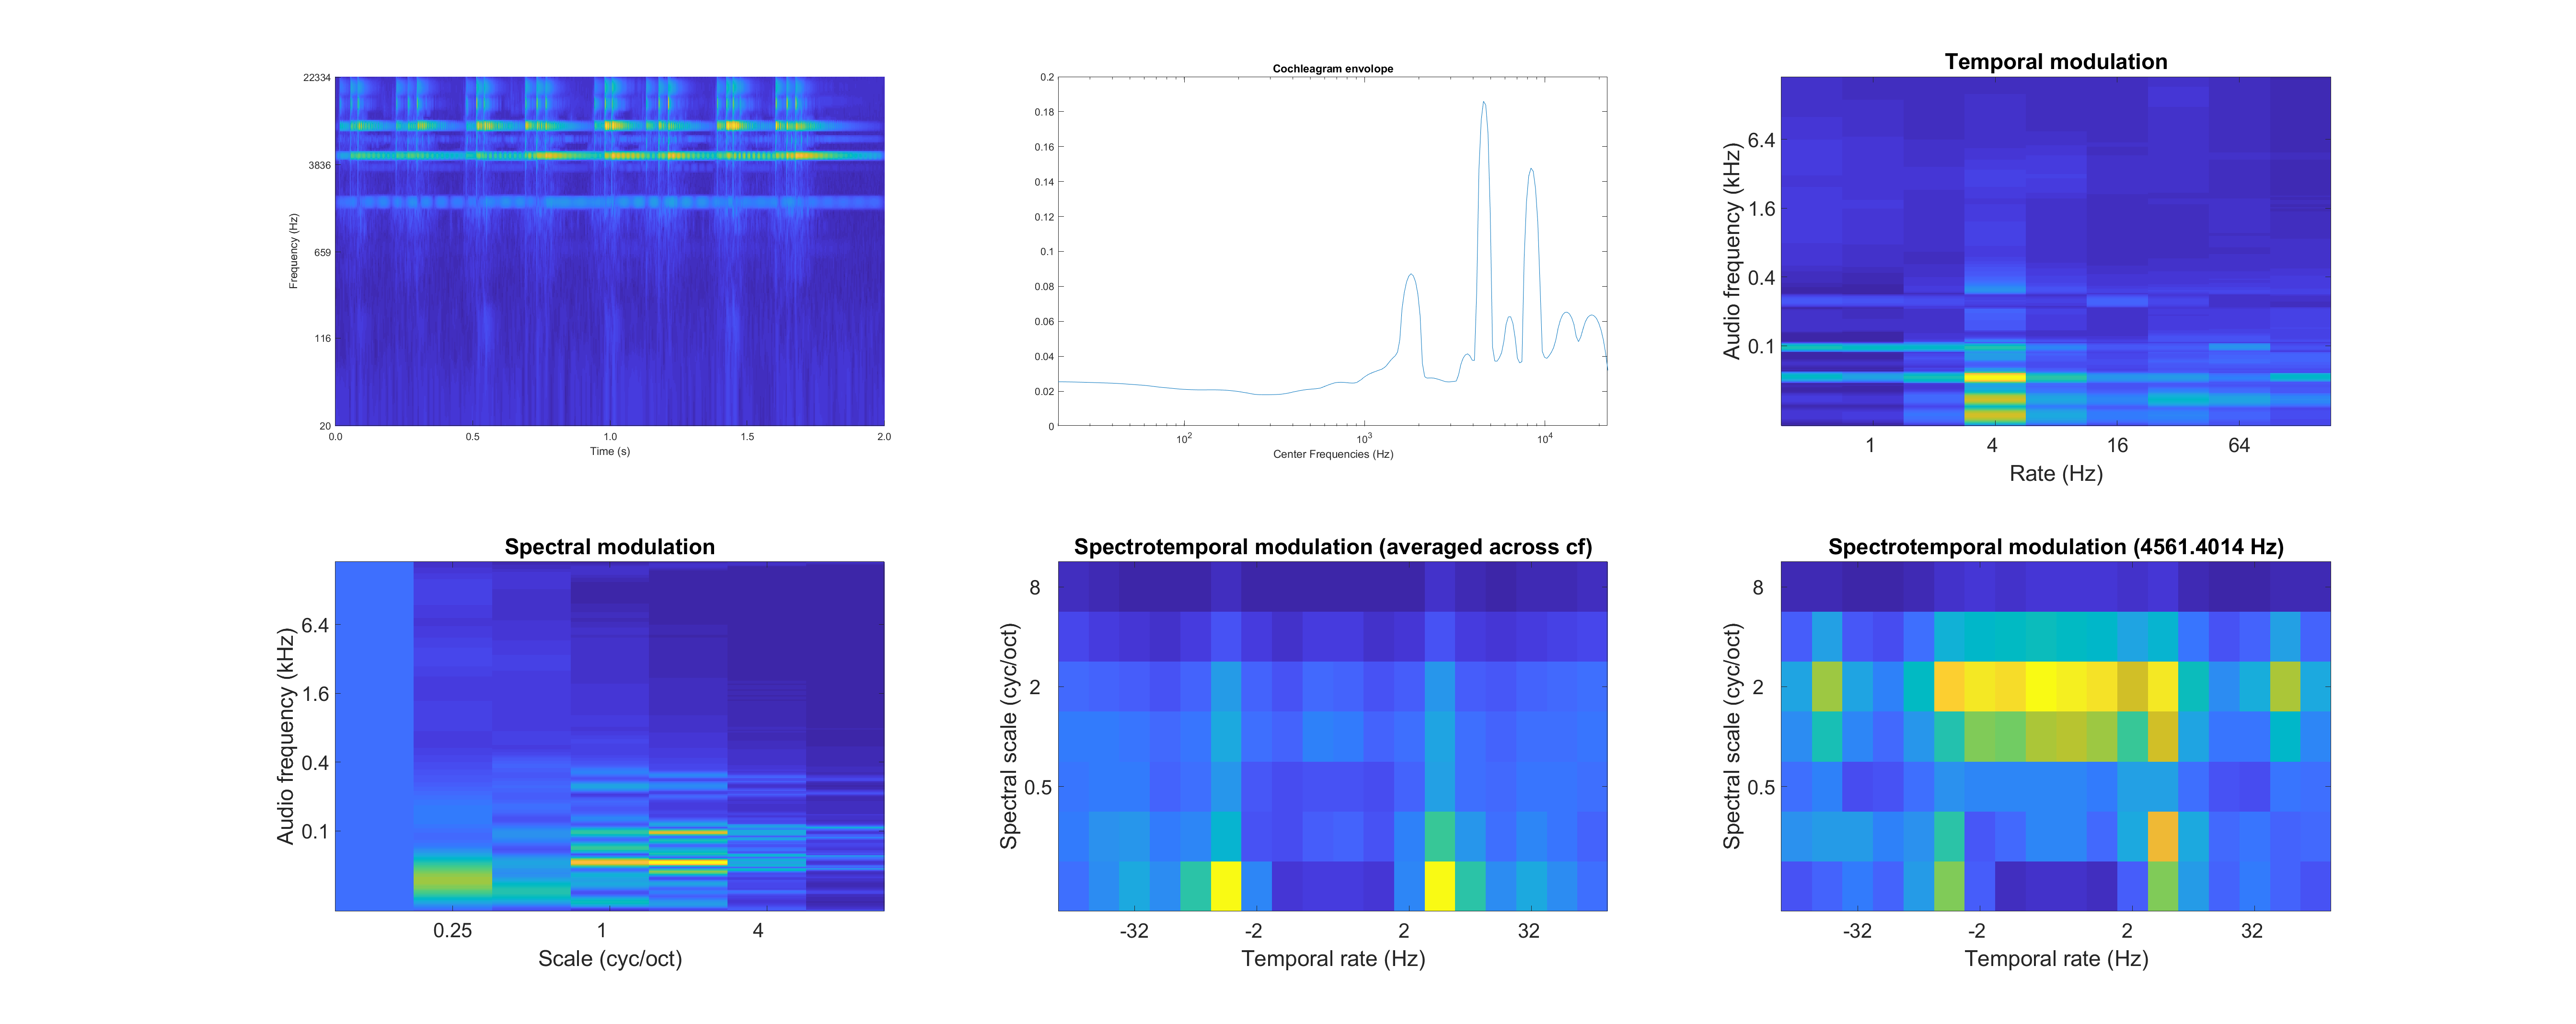 22334
3836
659
116
20
Frequency (Hz)
0.0 0.5 1.0 1.5 2.0
Time (s)
Cochleagram envolope
0.2
0.18
0.16
0.14
0.12
0.1
0.08
0.06
0.04
0.02
0
10^2 10^3 10^4
Center Frequencies (Hz)
Temporal modulation
6.4
1.6
0.4
0.1
Audio frequency (kHz)
1 4 16 64
Rate (Hz)
Spectral modulation
6.4
1.6
0.4
0.1
Audio frequency (kHz)
0.25 1 4
Scale (cyc/oct)
Spectrotemporal modulation (averaged across cf)
8
2
0.5
Spectral scale (cyc/oct)
-32 -2 2 32
Temporal rate (Hz)
Spectrotemporal modulation (4561.4014 Hz)
8
2
0.5
Spectral scale (cyc/oct)
-32 -2 2 32
Temporal rate (Hz)